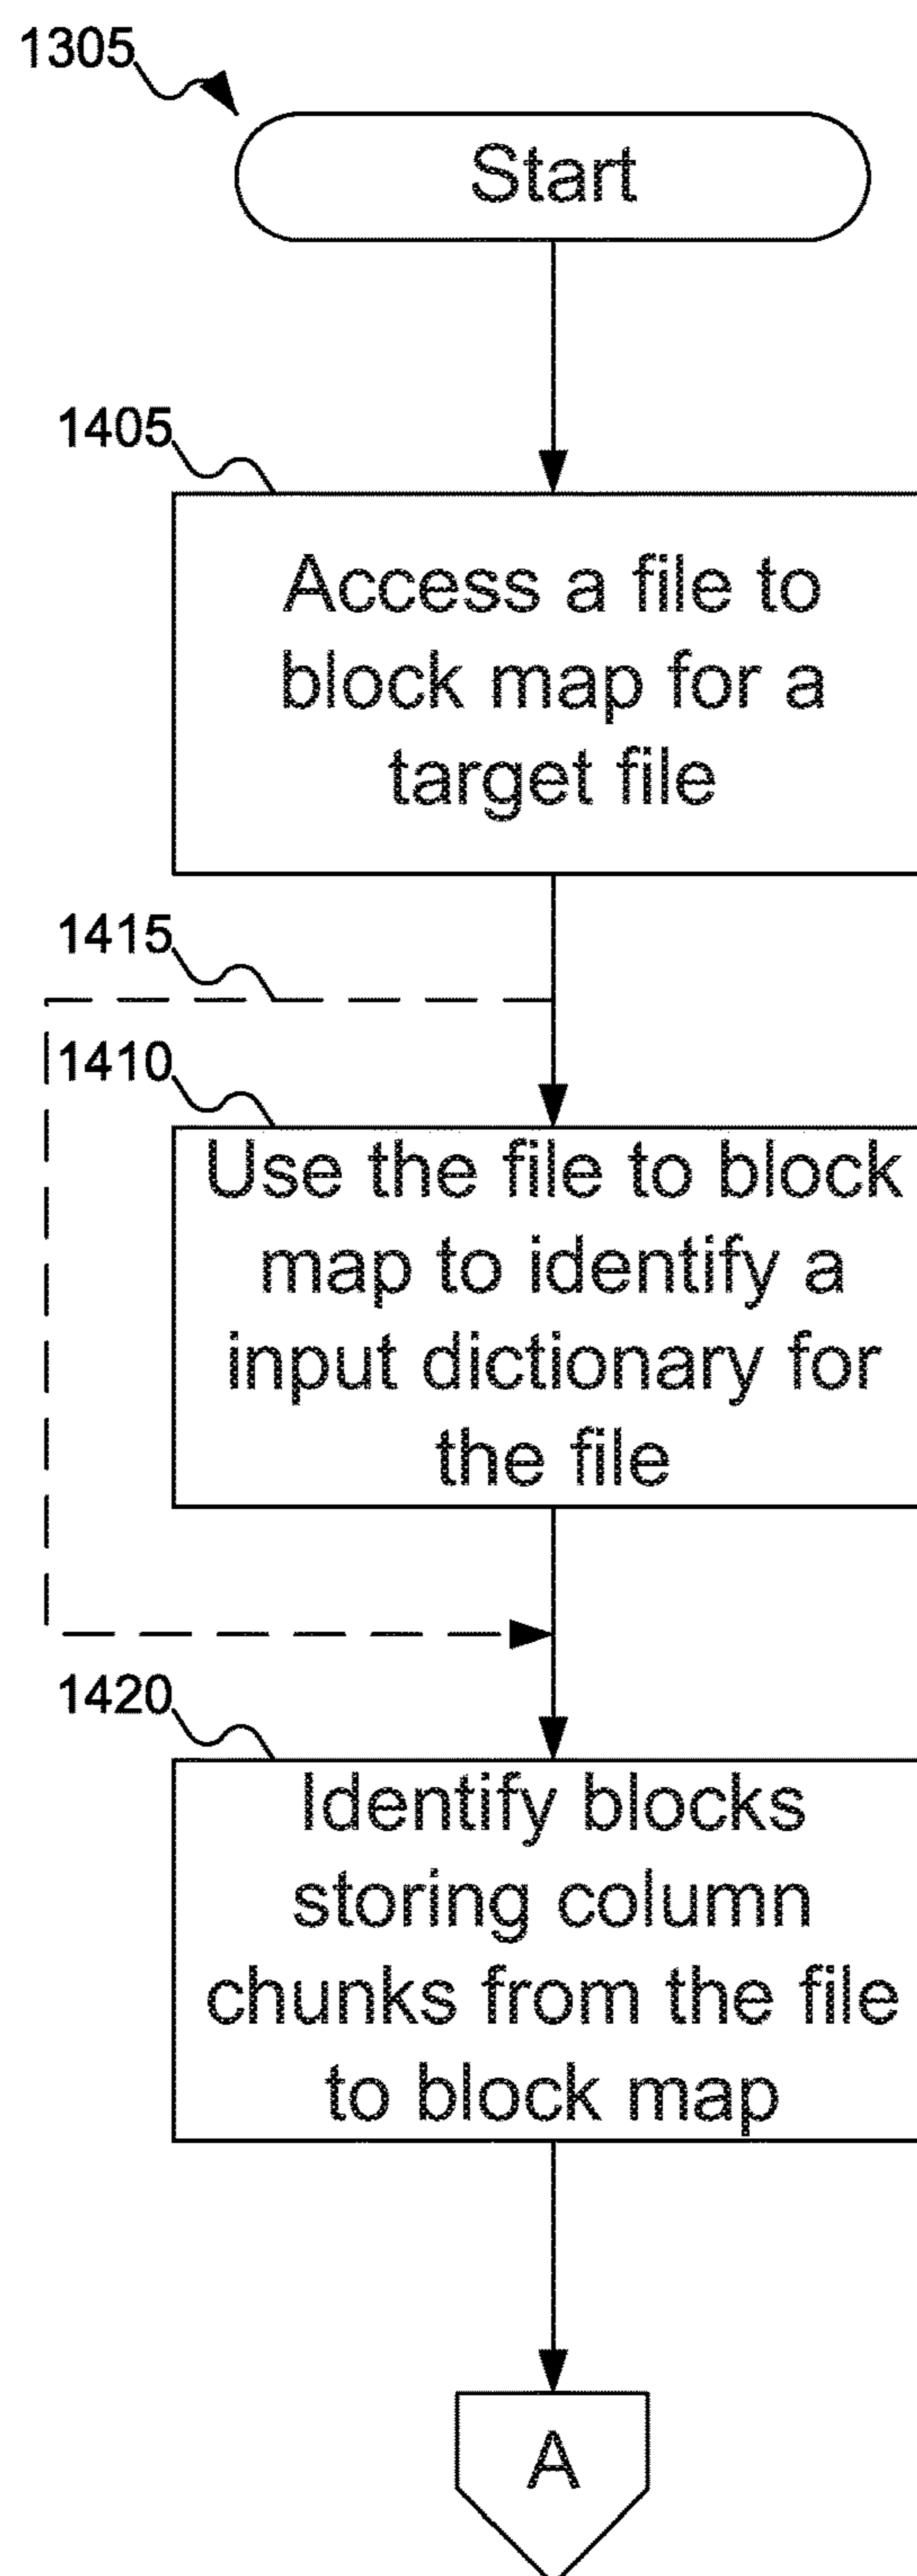 1305
Start
1405
Access a file to
block map for a
target file
1415
1410
Use the file to block
map to identify a
input dictionary for
the file
1420
Identify blocks
storing column
chunks from the file
to block map
A